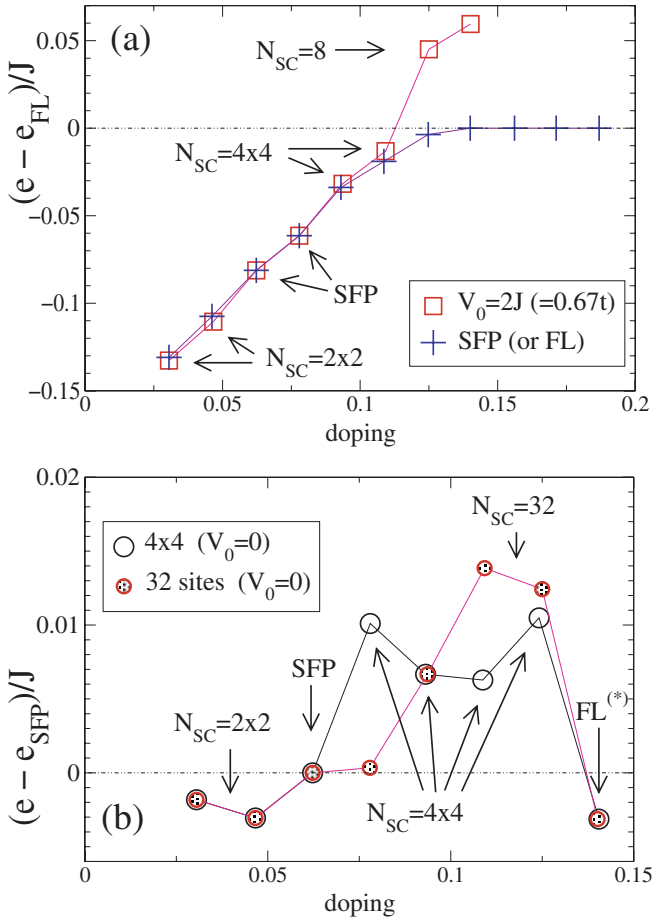 (a)
0.05
0
−0.05
−0.1
−0.15
(e − e_FL)/J
N_SC=8
N_SC=4x4
SFP
N_SC=2x2
V_0=2J (=0.67t)
SFP (or FL)
0 0.05 0.1 0.15 0.2
doping
0.02
0.01
0
(e − e_SFP)/J
4x4 (V_0=0)
32 sites (V_0=0)
N_SC=32
SFP
N_SC=2x2
FL^(*)
N_SC=4x4
(b)
0 0.05 0.1 0.15
doping